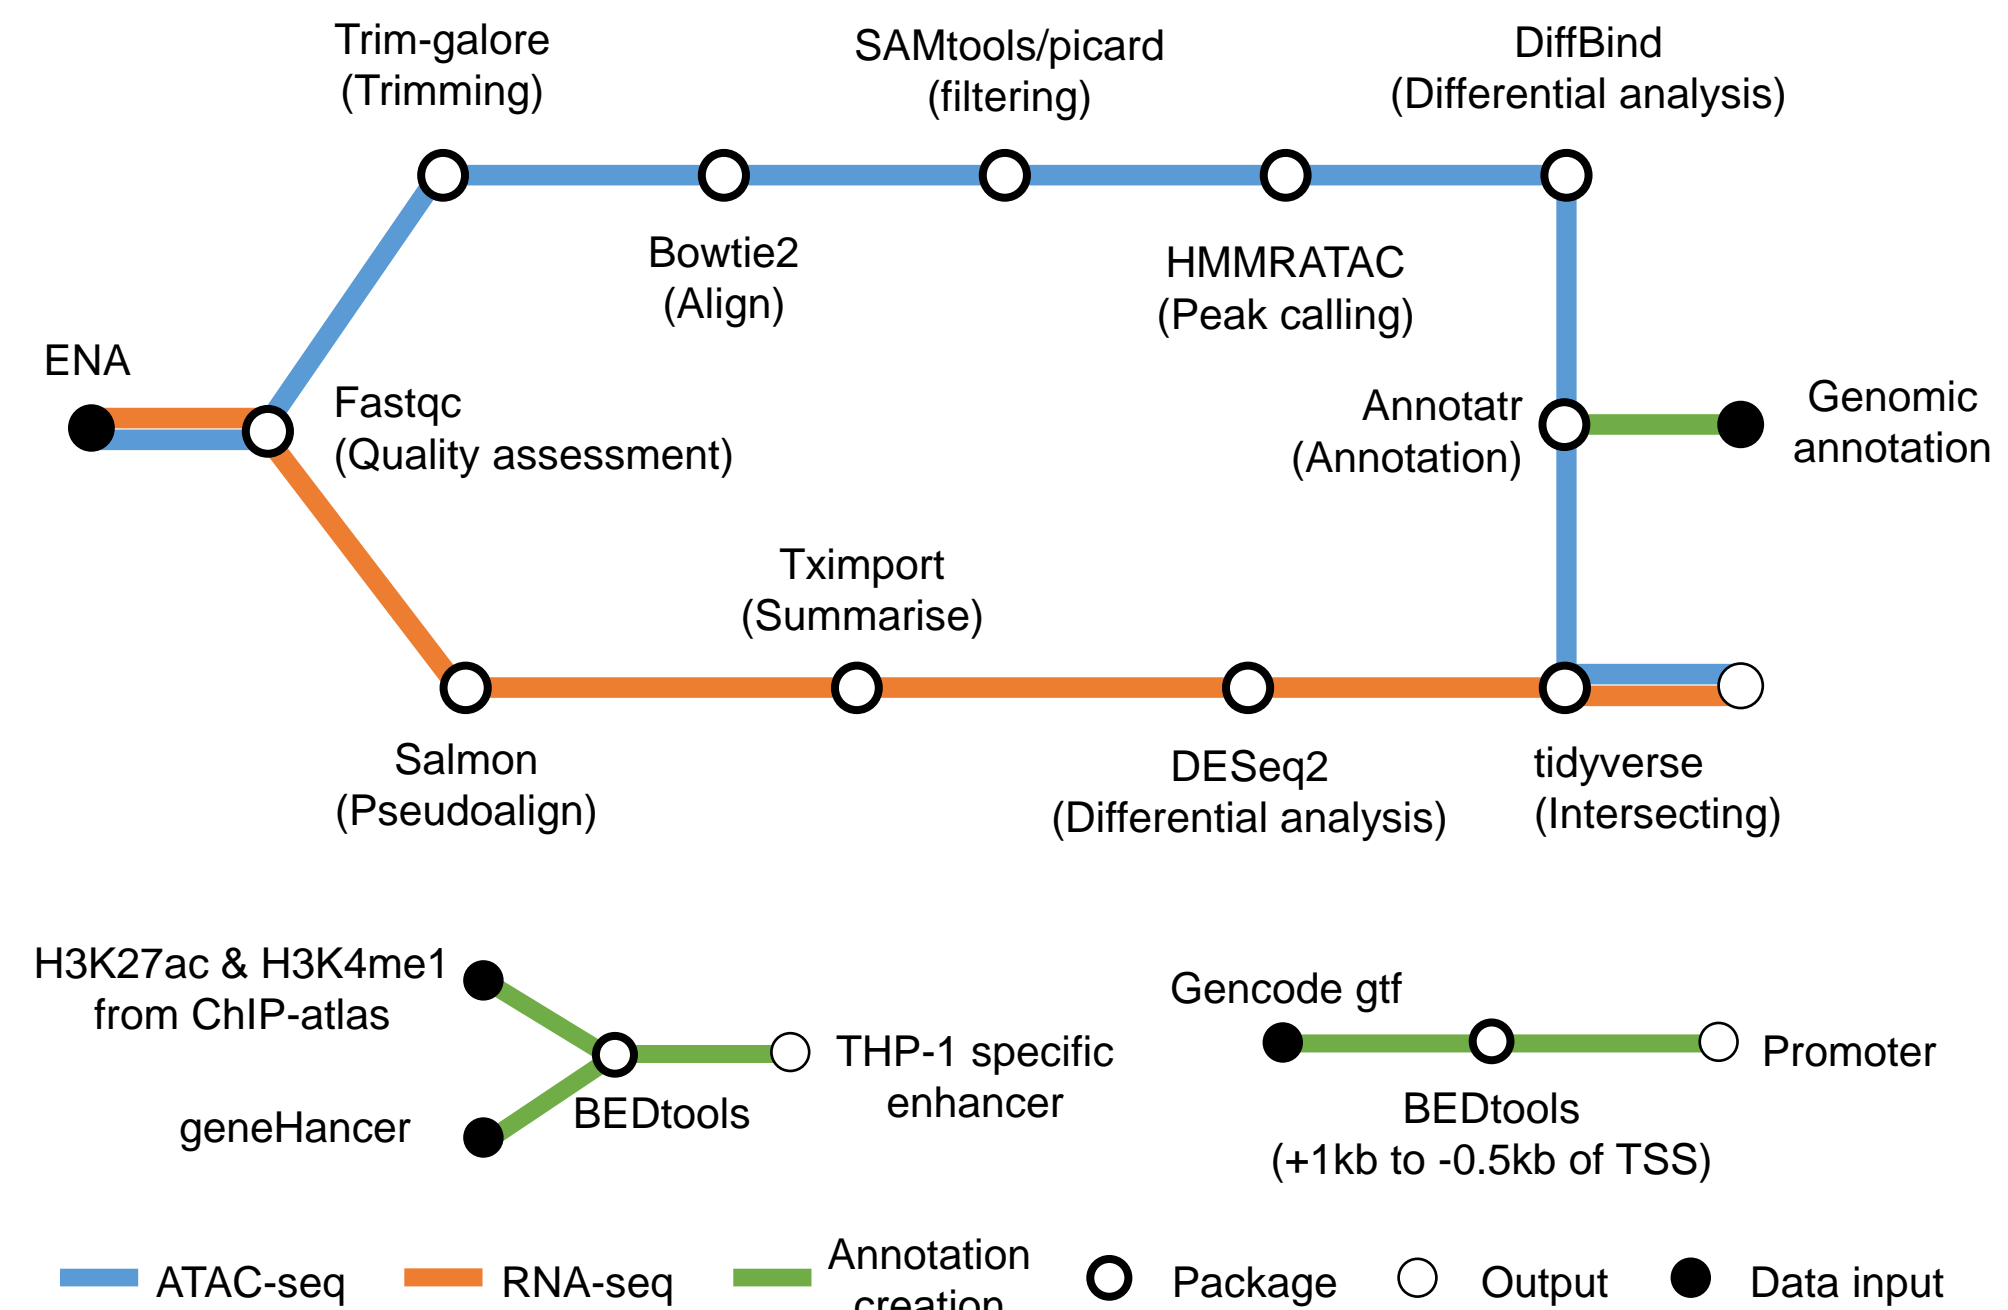 Trim-galore
(Trimming)
SAMtools/picard
(filtering)
DiffBind
(Differential analysis)
Bowtie2
(Align)
HMMRATAC
(Peak calling)
ENA
Fastqc
(Quality assessment)
Annotatr
(Annotation)
Genomic
annotation
Tximport
(Summarise)
Salmon
(Pseudoalign)
DESeq2
(Differential analysis)
tidyverse
(Intersecting)
H3K27ac & H3K4me1
from ChIP-atlas
geneHancer
BEDtools
THP-1 specific
enhancer
Gencode gtf
BEDtools
(+1kb to -0.5kb of TSS)
Promoter
ATAC-seq
RNA-seq
Annotation
creation
Package
Output
Data input